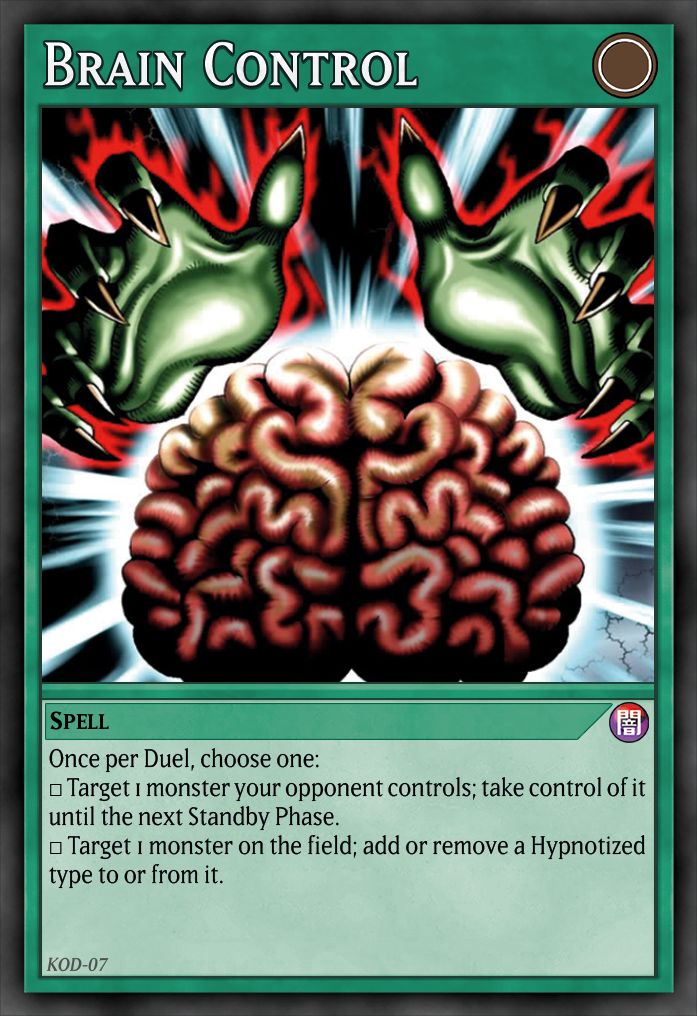 Brain Control
Spell
闇
Once per Duel, choose one:
□ Target 1 monster your opponent controls; take control of it
until the next Standby Phase.
□ Target 1 monster on the field; add or remove a Hypnotized
type to or from it.
KOD-07